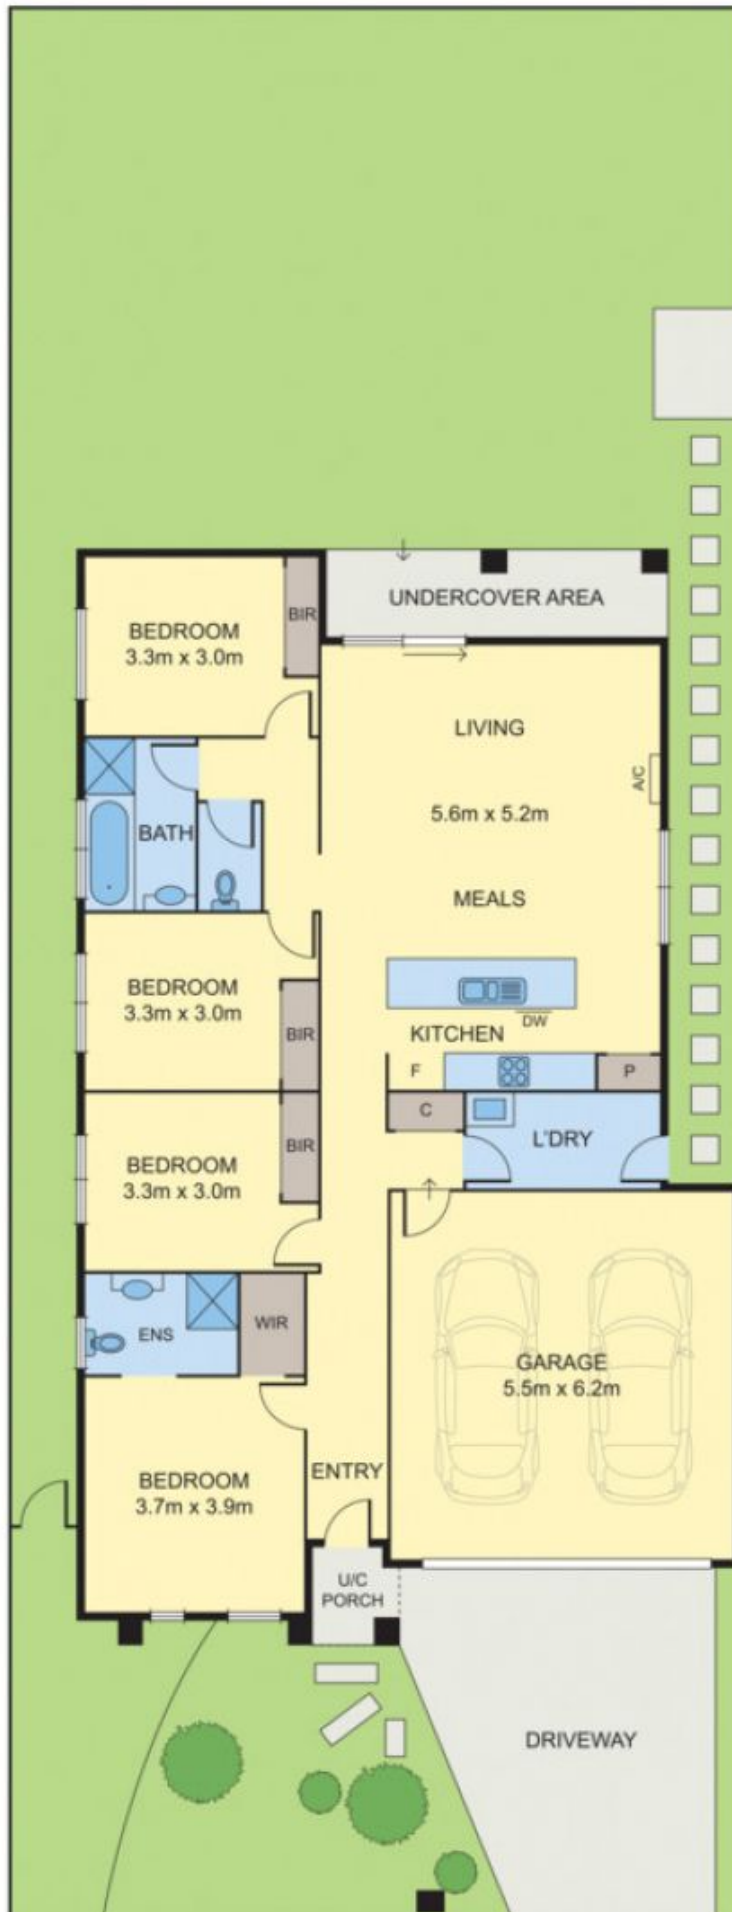 UNDERCOVER AREA
BIR
BEDROOM
3.3m x 3.0m
LIVING
A/C
5.6m x 5.2m
BATH
MEALS
BEDROOM
3.3m x 3.0m
BIR
DW
KITCHEN
F
P
C
BIR
L'DRY
BEDROOM
3.3m x 3.0m
ENS
WIR
GARAGE
5.5m x 6.2m
ENTRY
BEDROOM
3.7m x 3.9m
U/C
PORCH
DRIVEWAY